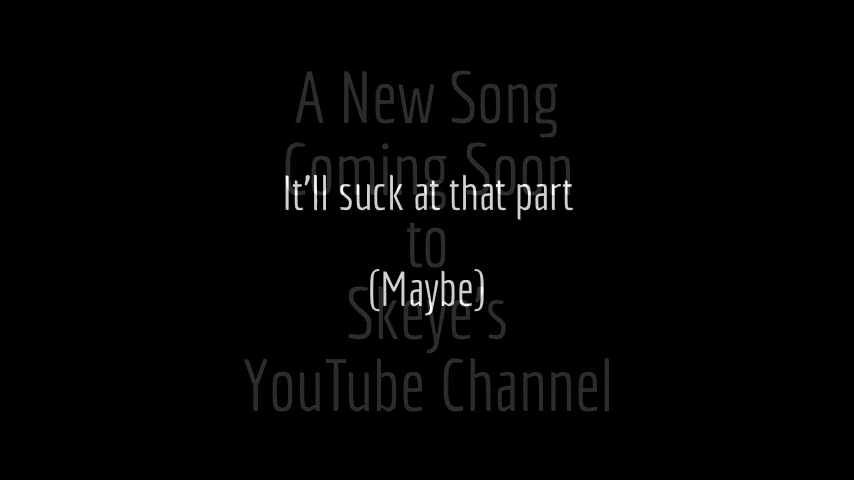 A New Song
Coming Soon
It'll suck at that part
to
(Maybe)
Skeye's
YouTube Channel